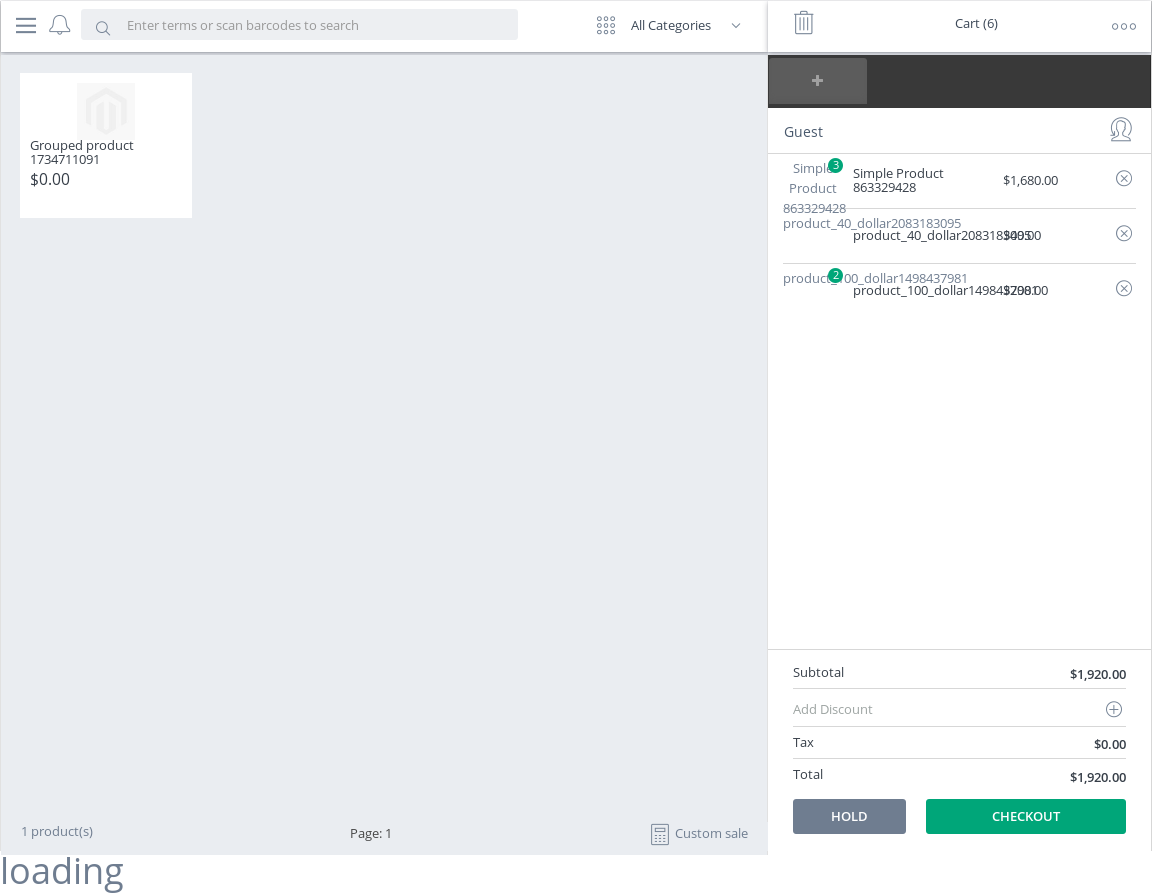 Enter terms or scan barcodes to search
All Categories
Cart (6)
Guest
Grouped product
1734711091
$0.00
Simple
Product
863329428
3
Simple Product
863329428
$1,680.00
product_40_dollar2083183095
product_40_dollar2083183095
$40.00
product_100_dollar1498437981
2
product_100_dollar1498437981
$200.00
Subtotal
$1,920.00
Add Discount
Tax
$0.00
Total
$1,920.00
HOLD
CHECKOUT
1 product(s)
Page: 1
Custom sale
loading